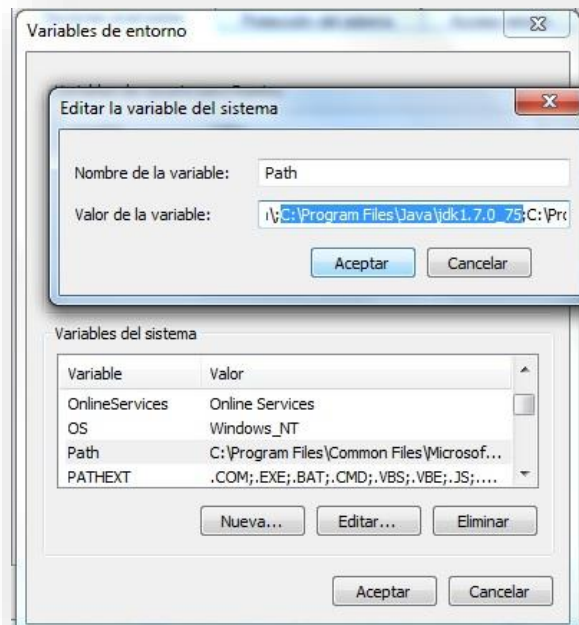 Variables de entorno
Editar la variable del sistema
Nombre de la variable: Path
Valor de la variable: \;C:\Program Files\Java\jdk1.7.0_75;C:\Pro
Aceptar Cancelar
Variables del sistema
Variable Valor
OnlineServices Online Services
OS Windows_NT
Path C:\Program Files\Common Files\Microsof...
PATHEXT .COM;.EXE;.BAT;.CMD;.VBS;.VBE;.JS;....
Nueva... Editar... Eliminar
Aceptar Cancelar